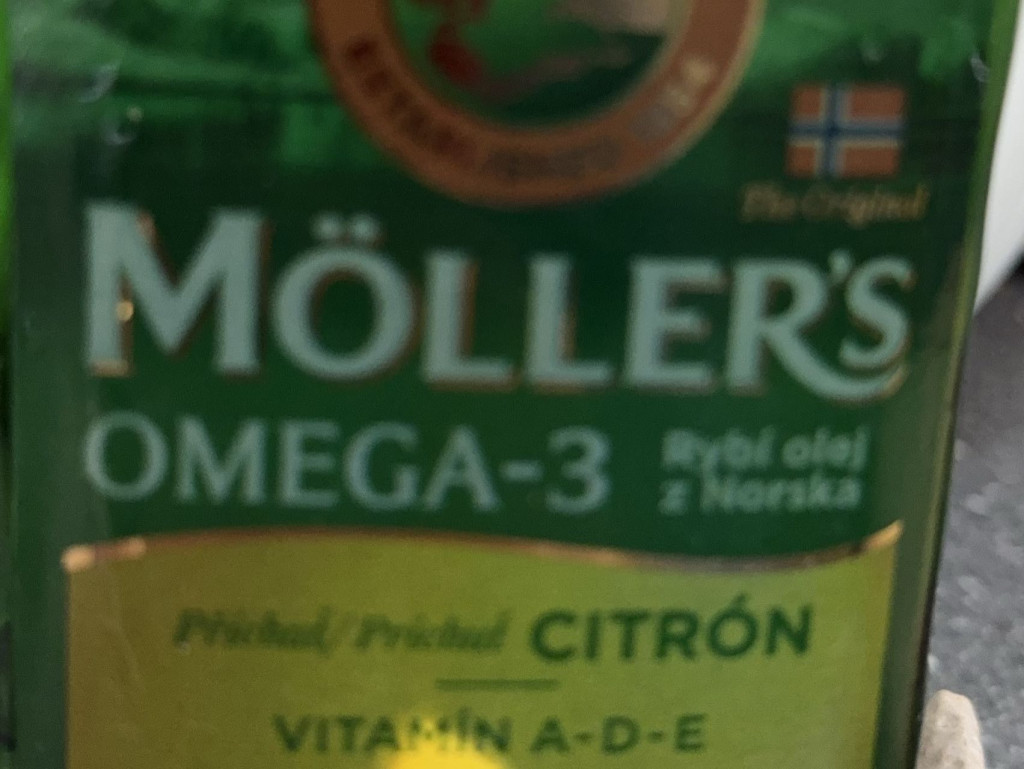 The Original
MÖLLER'S
OMEGA-3
Rybí olej
z Norska
Příchuť/Príchuť CITRÓN
VITAMÍN A-D-E